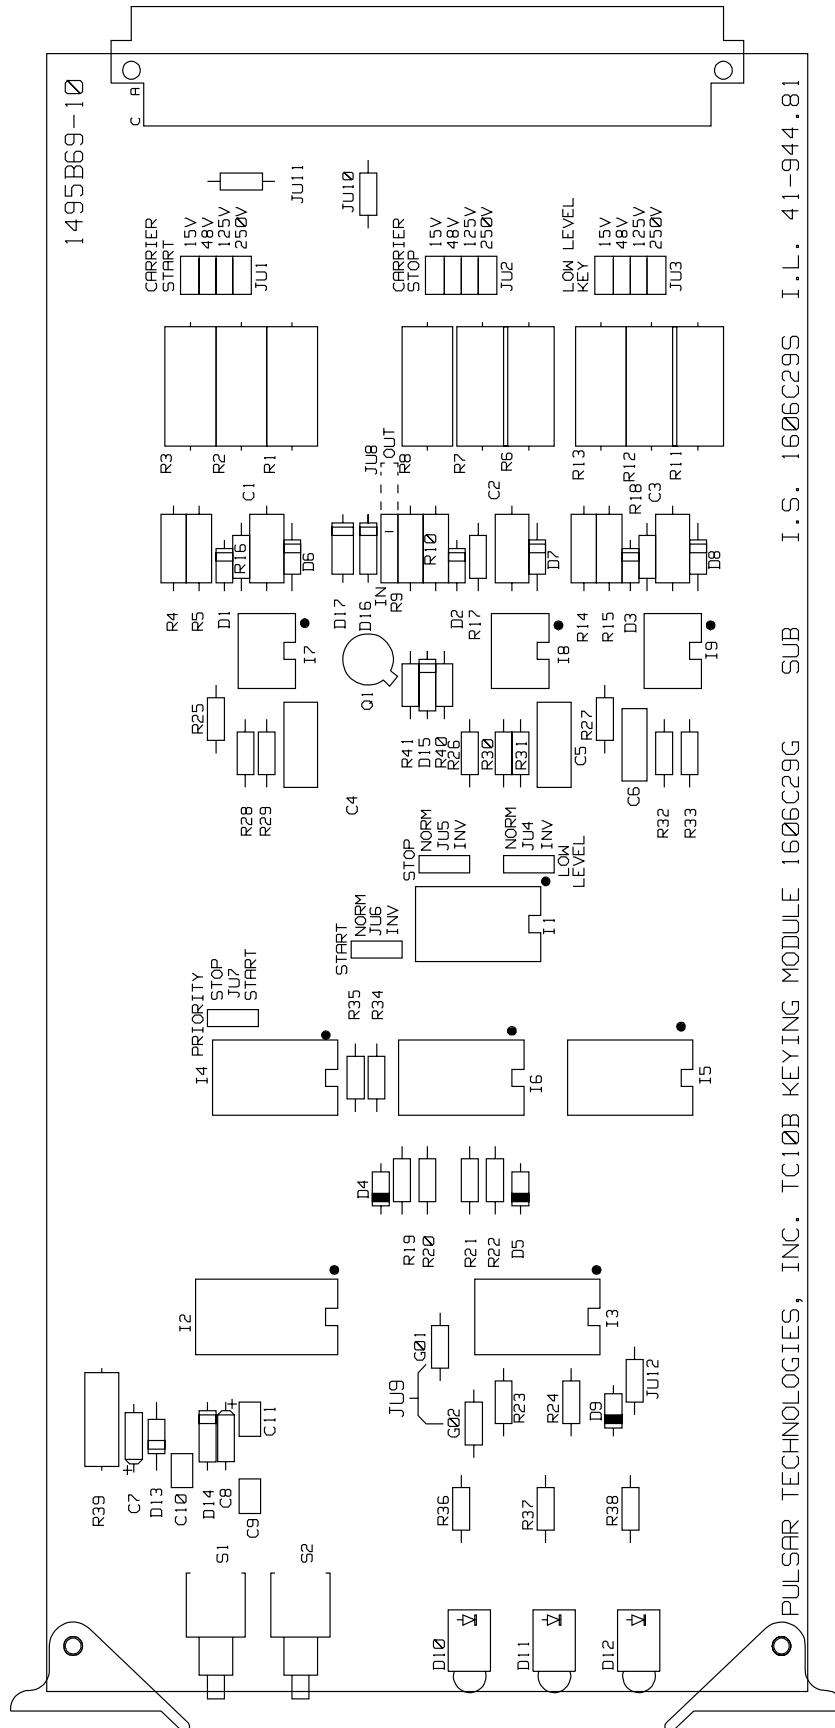 1495B69-10
C
A
JU11
JU10
CARRIER
START
15V
48V
125V
250V
JU1
CARRIER
STOP
15V
48V
125V
250V
JU2
LOW LEVEL
KEY
15V
48V
125V
250V
JU3
R3
R2
R1
JU8
OUT
R8
R7
R6
R13
R12
R11
C1
C2
R18
C3
R16
D6
R10
D7
D8
R4
R5
D1
D17
D16
IN
R9
D2
R17
R14
R15
D3
I7
Q1
I8
I9
R25
R28
R29
C4
R41
D15
R40
R26
R30
R31
C5
R27
C6
R32
R33
STOP
NORM
JU5
INV
NORM
JU4
INV
LOW
LEVEL
START
NORM
JU6
INV
I1
PRIORITY
STOP
JU7
START
R35
R34
I4
I6
I5
D4
R19
R20
R21
R22
D5
I2
I3
JU9
G01
G02
R23
R24
D9
JU12
R39
+
C7
D13
C10
D14
C8
+
C11
C9
R36
R37
R38
S1
S2
D10
D11
D12
PULSAR TECHNOLOGIES, INC. TC10B KEYING MODULE 1606C29G SUB I.S. 1606C29S I.L. 41-944.81